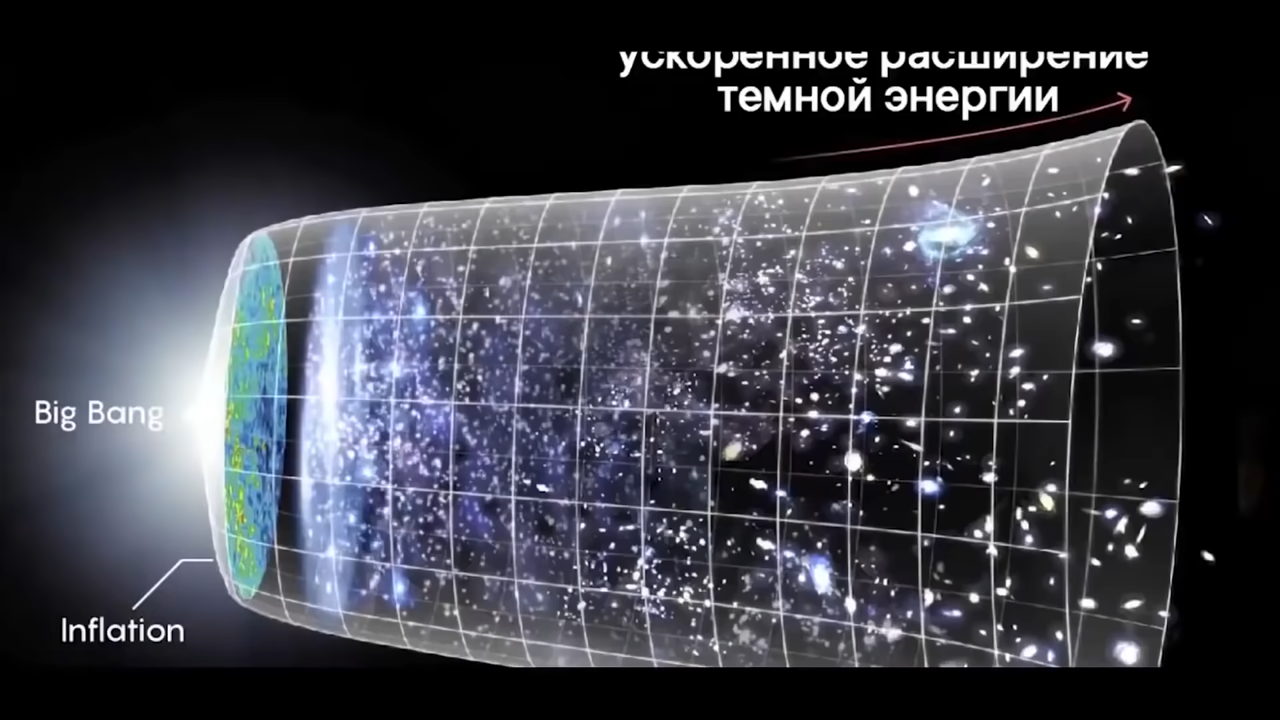 ускоренное расширение
темной энергии
Big Bang
Inflation